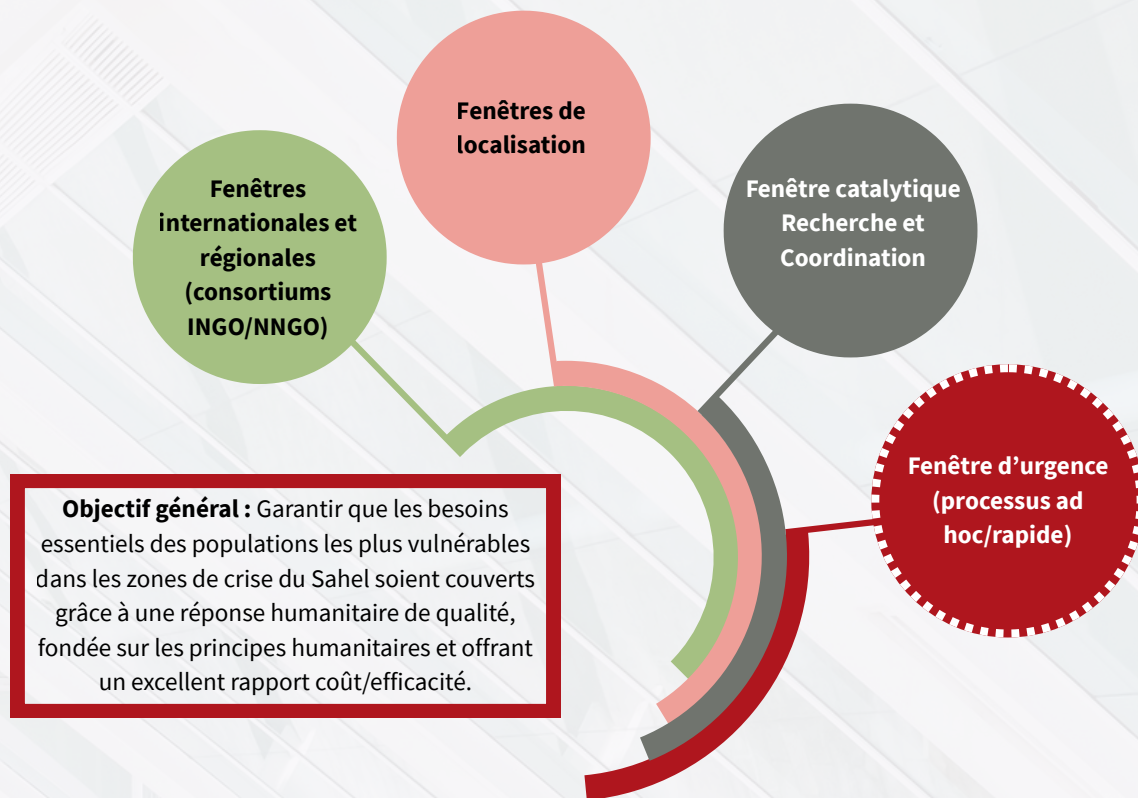 Fenêtres de
localisation
Fenêtres
internationales et
régionales
(consortiums
INGO/NNGO)
Fenêtre catalytique
Recherche et
Coordination
Fenêtre d’urgence
(processus ad
hoc/rapide)
Objectif général : Garantir que les besoins
essentiels des populations les plus vulnérables
dans les zones de crise du Sahel soient couverts
grâce à une réponse humanitaire de qualité,
fondée sur les principes humanitaires et offrant
un excellent rapport coût/efficacité.